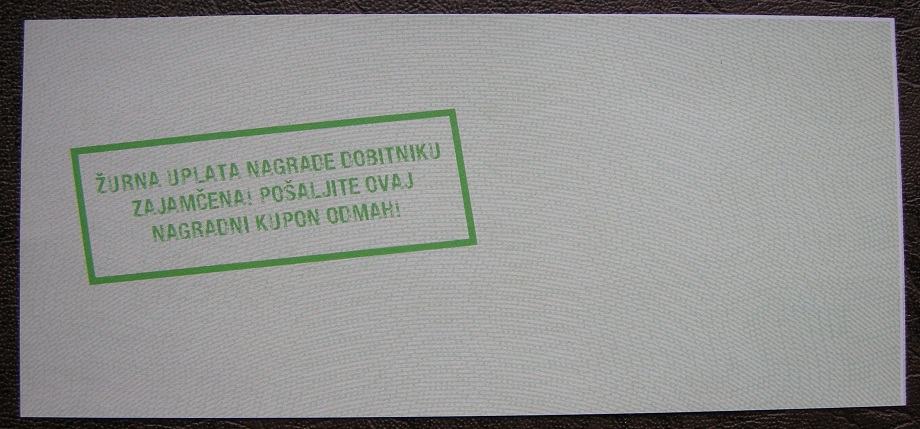 ŽURNA UPLATA NAGRADE DOBITNIKU
ZAJAMČENA! POŠALJITE OVAJ
NAGRADNI KUPON ODMAH!